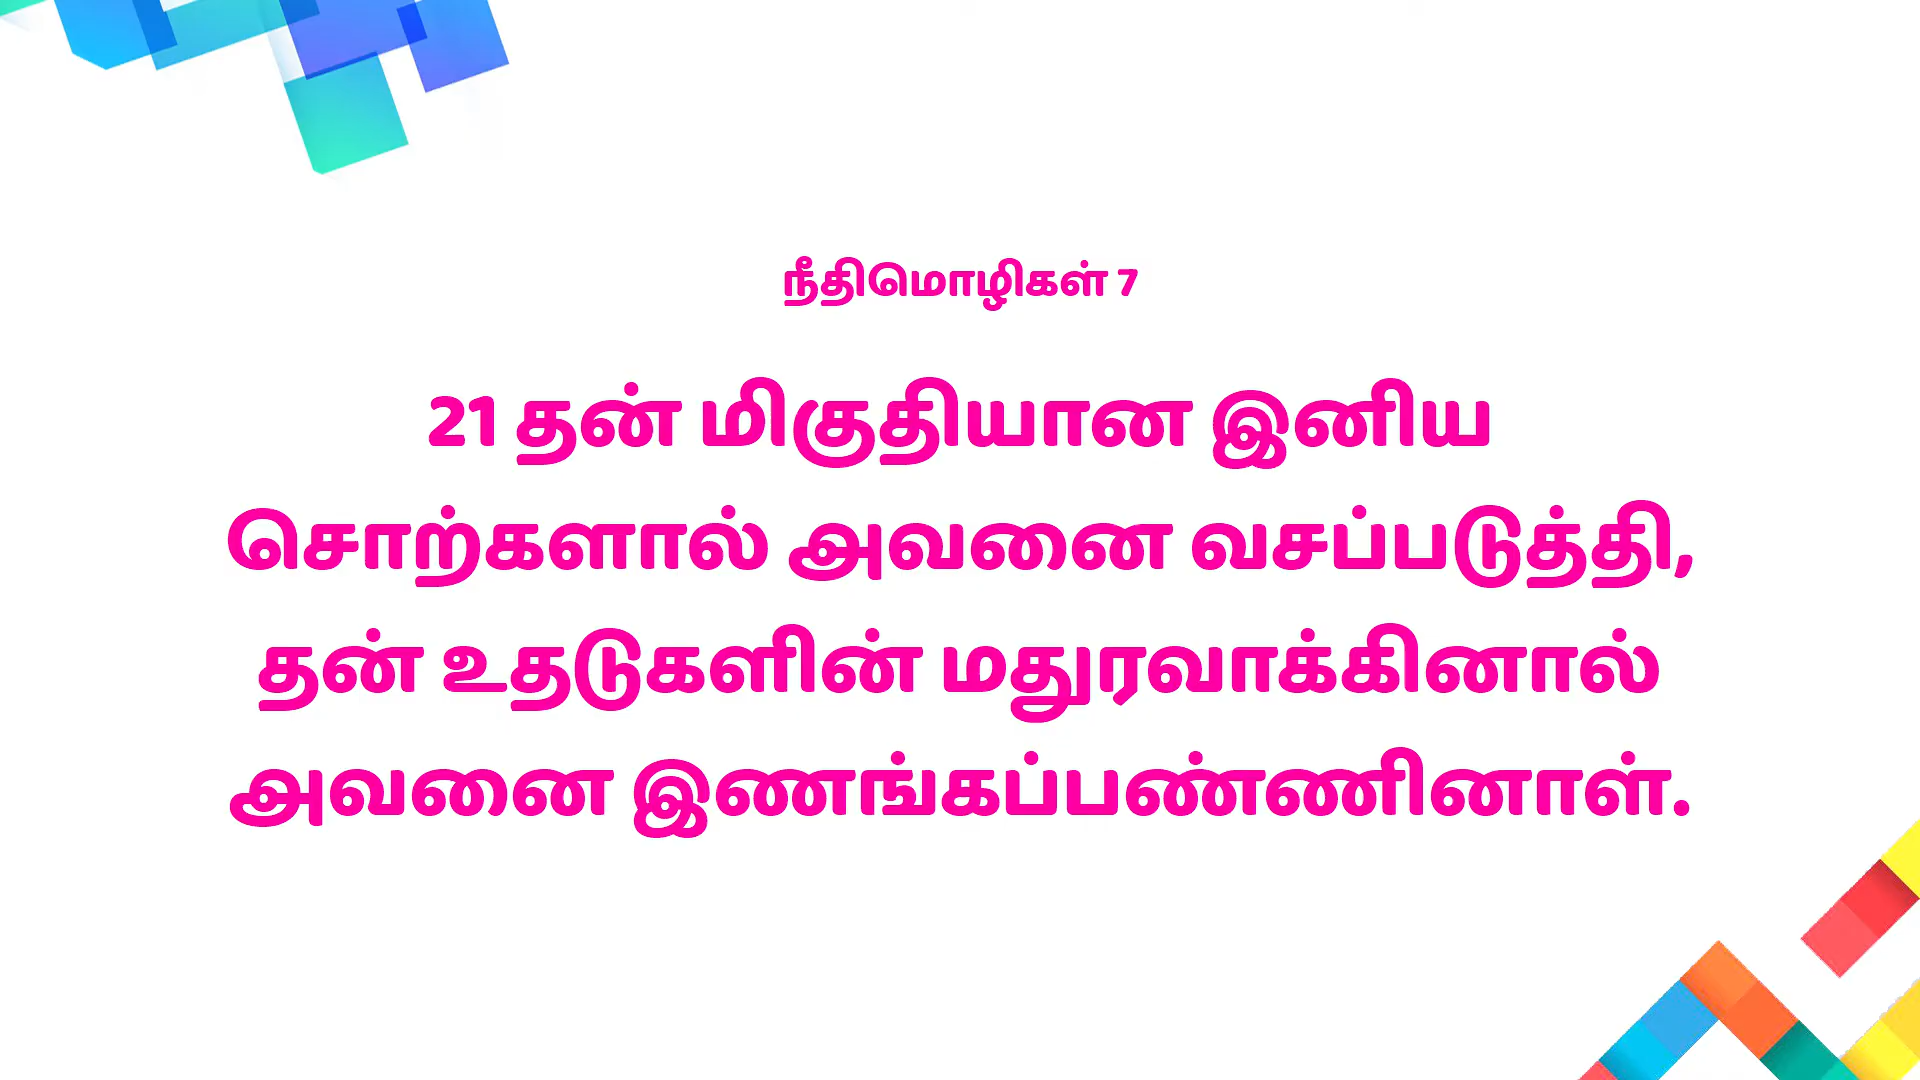 நீதிமொழிகள் 7
21 தன் மிகுதியான இனிய
சொற்களால் அவனை வசப்படுத்தி,
தன் உதடுகளின் மதுரவாக்கினால்
அவனை இணங்கப்பண்ணினாள்.